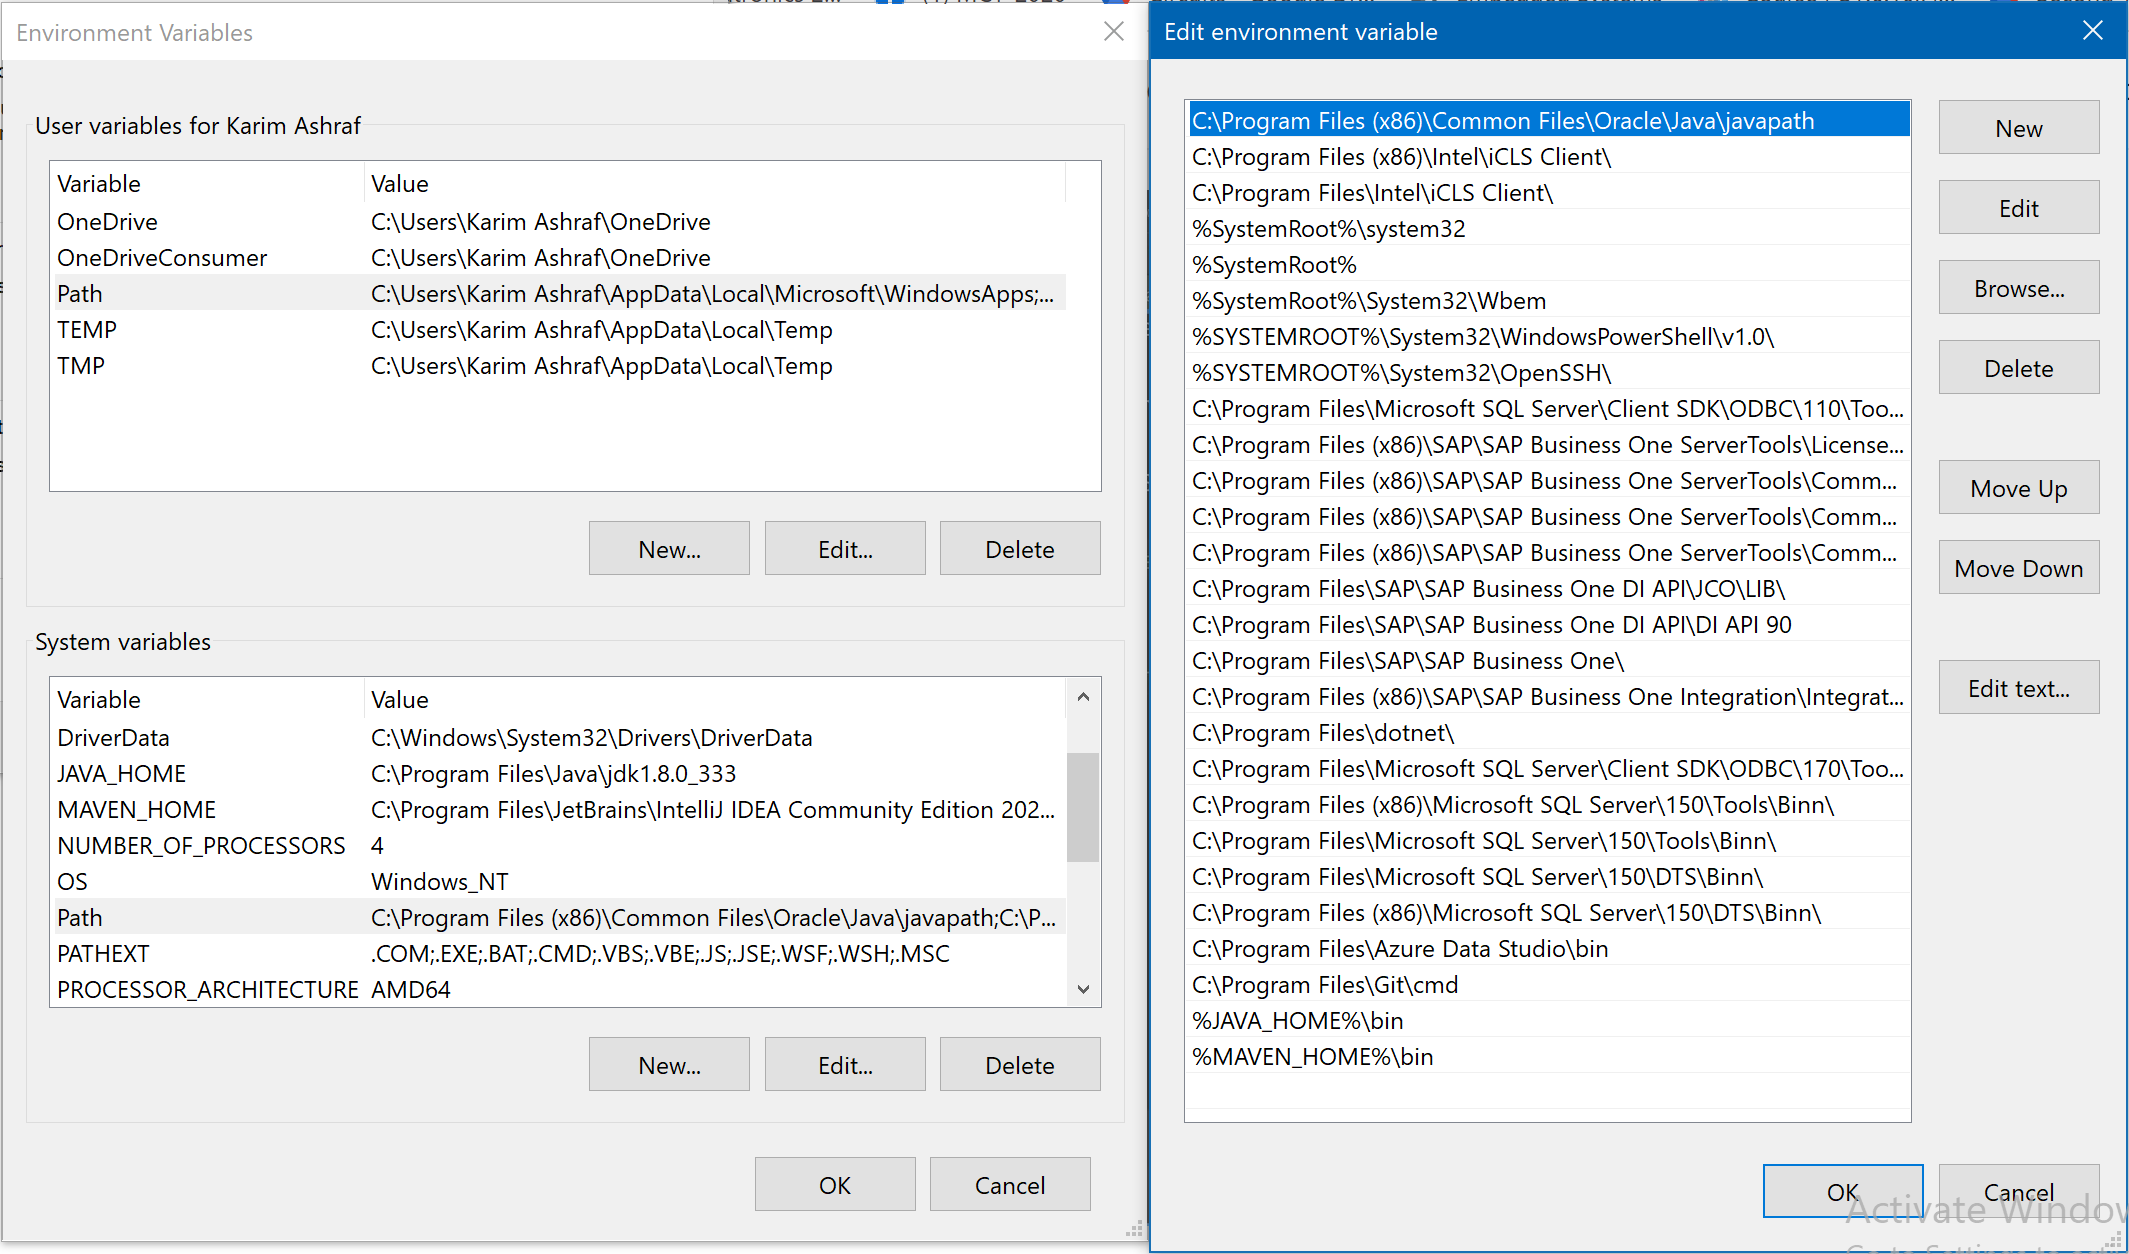 Environment Variables
User variables for Karim Ashraf
Variable Value
OneDrive C:\Users\Karim Ashraf\OneDrive
OneDriveConsumer C:\Users\Karim Ashraf\OneDrive
Path C:\Users\Karim Ashraf\AppData\Local\Microsoft\WindowsApps;...
TEMP C:\Users\Karim Ashraf\AppData\Local\Temp
TMP C:\Users\Karim Ashraf\AppData\Local\Temp
New... Edit... Delete
System variables
Variable Value
DriverData C:\Windows\System32\Drivers\DriverData
JAVA_HOME C:\Program Files\Java\jdk1.8.0_333
MAVEN_HOME C:\Program Files\JetBrains\IntelliJ IDEA Community Edition 202...
NUMBER_OF_PROCESSORS 4
OS Windows_NT
Path C:\Program Files (x86)\Common Files\Oracle\Java\javapath;C:\P...
PATHEXT .COM;.EXE;.BAT;.CMD;.VBS;.VBE;.JS;.JSE;.WSF;.WSH;.MSC
PROCESSOR_ARCHITECTURE AMD64
New... Edit... Delete
OK Cancel
Edit environment variable
C:\Program Files (x86)\Common Files\Oracle\Java\javapath
C:\Program Files (x86)\Intel\iCLS Client\
C:\Program Files\Intel\iCLS Client\
%SystemRoot%\system32
%SystemRoot%
%SystemRoot%\System32\Wbem
%SYSTEMROOT%\System32\WindowsPowerShell\v1.0\
%SYSTEMROOT%\System32\OpenSSH\
C:\Program Files\Microsoft SQL Server\Client SDK\ODBC\110\Too...
C:\Program Files (x86)\SAP\SAP Business One ServerTools\License...
C:\Program Files (x86)\SAP\SAP Business One ServerTools\Comm...
C:\Program Files (x86)\SAP\SAP Business One ServerTools\Comm...
C:\Program Files (x86)\SAP\SAP Business One ServerTools\Comm...
C:\Program Files\SAP\SAP Business One DI API\JCO\LIB\
C:\Program Files\SAP\SAP Business One DI API\DI API 90
C:\Program Files\SAP\SAP Business One\
C:\Program Files (x86)\SAP\SAP Business One Integration\Integrat...
C:\Program Files\dotnet\
C:\Program Files\Microsoft SQL Server\Client SDK\ODBC\170\Too...
C:\Program Files (x86)\Microsoft SQL Server\150\Tools\Binn\
C:\Program Files\Microsoft SQL Server\150\Tools\Binn\
C:\Program Files\Microsoft SQL Server\150\DTS\Binn\
C:\Program Files (x86)\Microsoft SQL Server\150\DTS\Binn\
C:\Program Files\Azure Data Studio\bin
C:\Program Files\Git\cmd
%JAVA_HOME%\bin
%MAVEN_HOME%\bin
New
Edit
Browse...
Delete
Move Up
Move Down
Edit text...
OK Cancel
Activate Window